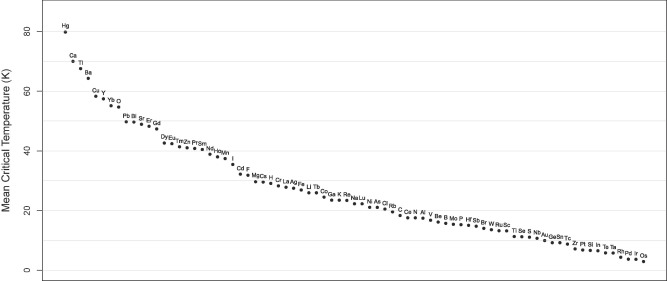 Mean Critical Temperature (K)
80
60
40
20
0
Hg
Ca
Tl
Ba
Cu
Y
Yb
O
Pb
Bi
Sr
Er
Gd
Dy
Eu
Tm
Zn
Pr
Sm
Nd
Ho
Mn
I
Cd
F
Mg
Cs
H
Cr
La
Ag
Fe
Li
Tb
Co
Ga
K
Re
Na
Lu
Ni
As
Cl
Rb
C
Ce
N
Al
V
Be
B
Mo
P
Hf
Sb
Br
W
Ru
Sc
Ti
Se
S
Nb
Au
Ge
Sn
Tc
Zr
Pt
Si
In
Te
Ta
Rh
Pd
Ir
Os